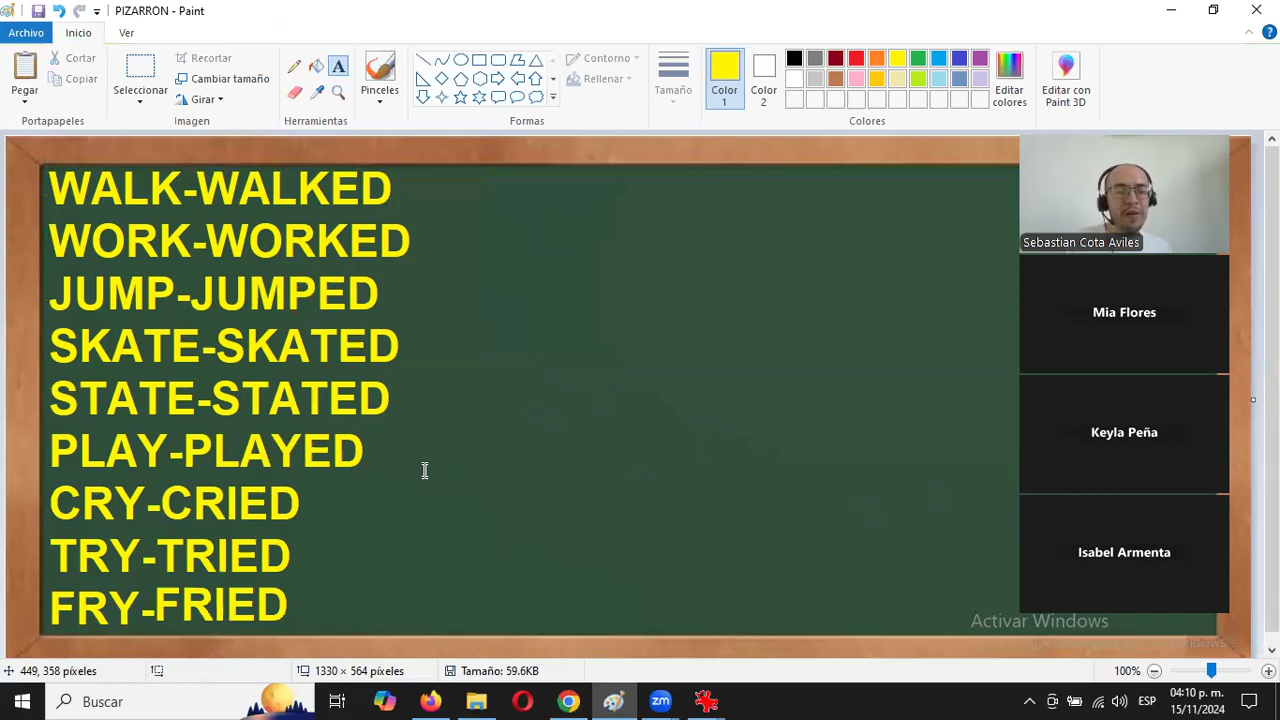 PIZARRON - Paint
Archivo
Inicio
Ver
Pegar
Cortar
Copiar
Portapapeles
Seleccionar
Recortar
Cambiar tamaño
Girar
Imagen
A
Herramientas
Pinceles
Contorno
Rellenar
Formas
Tamaño
Color 1
Color 2
Editar colores
Colores
Editar con Paint 3D
WALK-WALKED
WORK-WORKED
JUMP-JUMPED
SKATE-SKATED
STATE-STATED
PLAY-PLAYED
CRY-CRIED
TRY-TRIED
FRY-FRIED
Sebastian Cota Aviles
Mia Flores
Keyla Peña
Isabel Armenta
Activar Windows
449, 358 píxeles
1330 × 564 píxeles
Tamaño: 59.6KB
100%
Buscar
zm
ESP
04:10 p. m.
15/11/2024